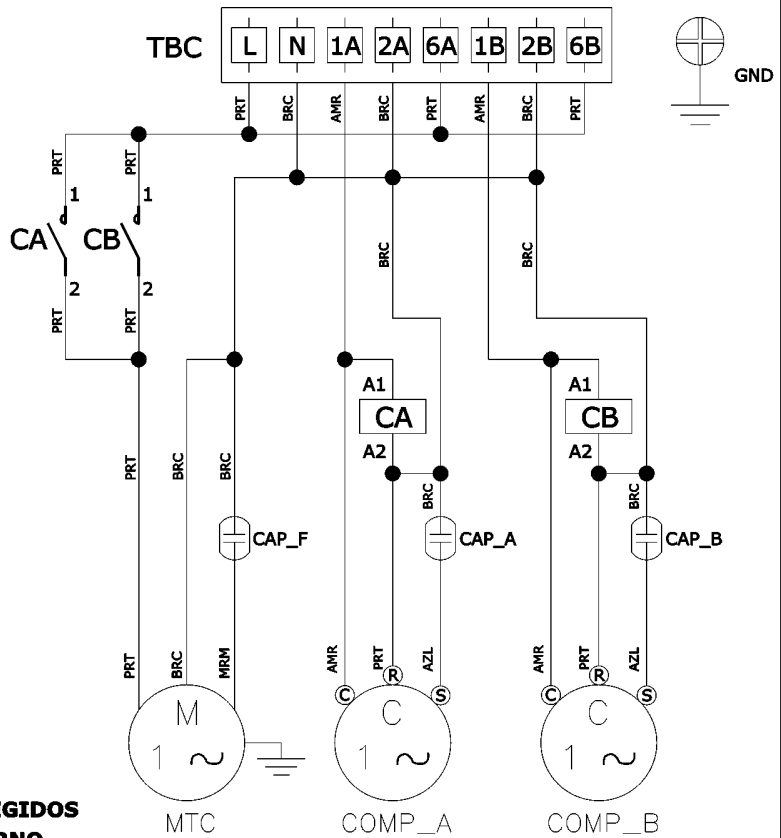 TBC L N 1A 2A 6A 1B 2B 6B
GND
PRT BRC AMR BRC PRT AMR BRC PRT
PRT PRT
1 1
CA CB
2 2
PRT PRT
BRC BRC
A1 A1
CA CB
A2 A2
PRT BRC BRC BRC BRC
CAP_F CAP_A CAP_B
PRT BRC MRM AMR PRT AZL AMR PRT AZL
C R S C R S
M C C
1 1 1
EGIDOS
RNO
MTC COMP_A COMP_B